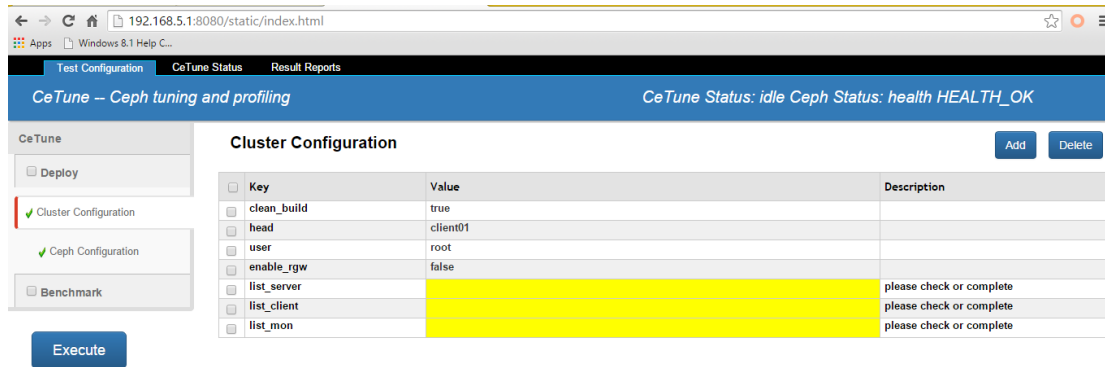 192.168.5.1:8080/static/index.html
Apps Windows 8.1 Help C...
Test Configuration CeTune Status Result Reports
CeTune -- Ceph tuning and profiling CeTune Status: idle Ceph Status: health HEALTH_OK
CeTune
Deploy
Cluster Configuration
Ceph Configuration
Benchmark
Execute
Cluster Configuration
Add Delete
Key Value Description
clean_build true
head client01
user root
enable_rgw false
list_server please check or complete
list_client please check or complete
list_mon please check or complete